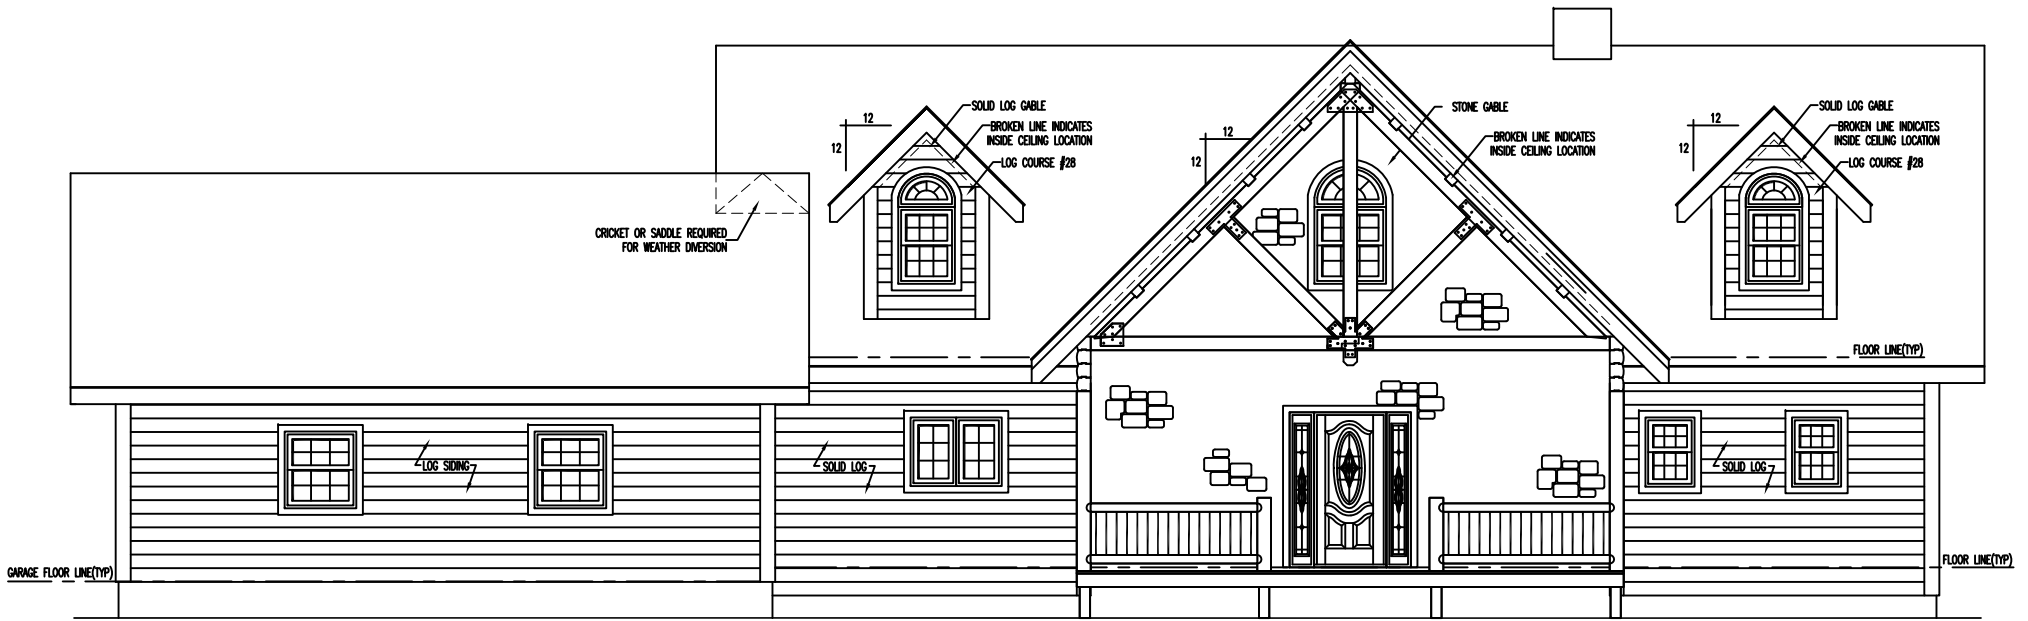 SOLID LOG GABLE
12
BROKEN LINE INDICATES
INSIDE CEILING LOCATION
12
LOG COURSE #28
STONE GABLE
12
BROKEN LINE INDICATES
INSIDE CEILING LOCATION
12
SOLID LOG GABLE
12
BROKEN LINE INDICATES
INSIDE CEILING LOCATION
12
LOG COURSE #28
CRICKET OR SADDLE REQUIRED
FOR WEATHER DIVERSION
FLOOR LINE(TYP)
LOG SIDING
SOLID LOG
SOLID LOG
GARAGE FLOOR LINE(TYP)
FLOOR LINE(TYP)